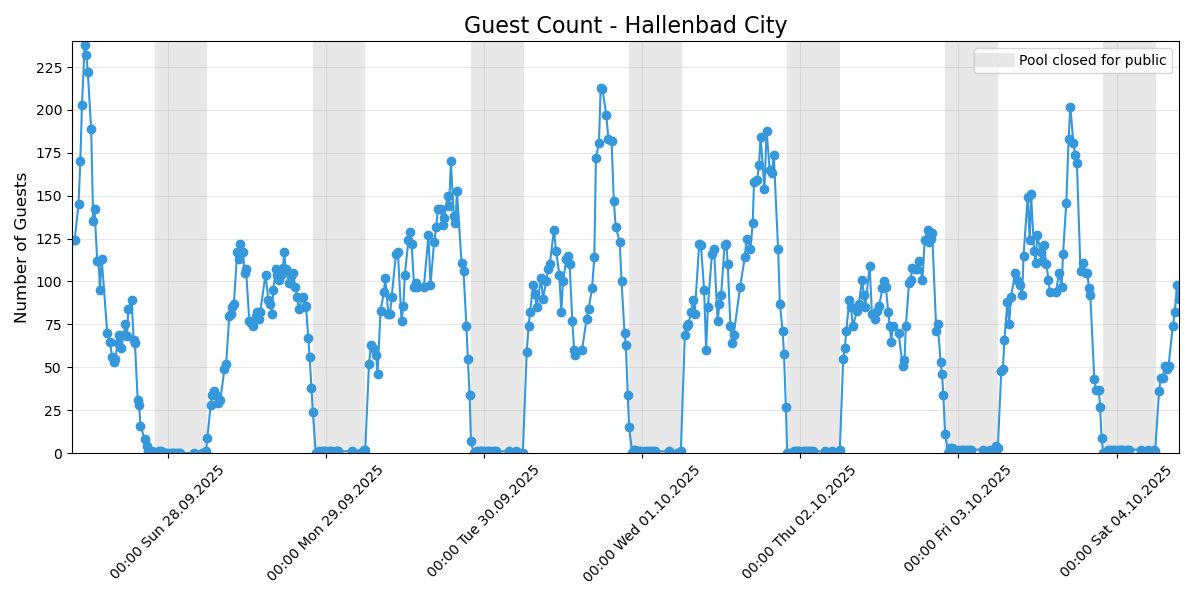 Guest Count - Hallenbad City
Pool closed for public
Number of Guests
225
200
175
150
125
100
75
50
25
0
00:00 Sun 28.09.2025
00:00 Mon 29.09.2025
00:00 Tue 30.09.2025
00:00 Wed 01.10.2025
00:00 Thu 02.10.2025
00:00 Fri 03.10.2025
00:00 Sat 04.10.2025